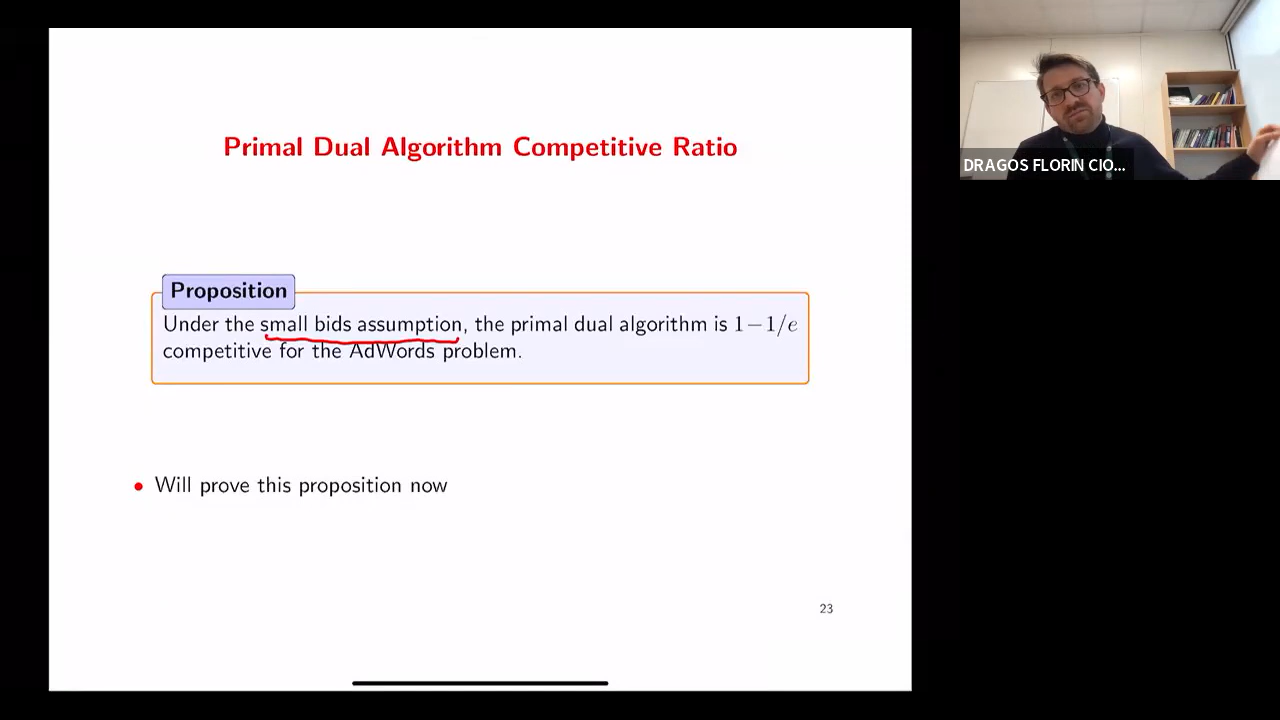 Primal Dual Algorithm Competitive Ratio
Proposition
Under the small bids assumption, the primal dual algorithm is 1−1/e
competitive for the AdWords problem.
• Will prove this proposition now
23
DRAGOS FLORIN CIO...